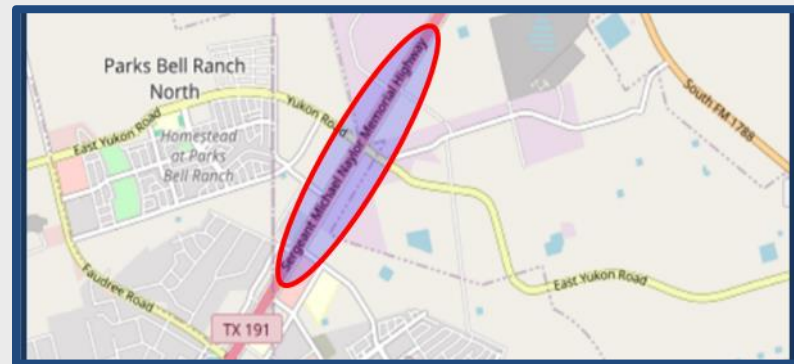 Parks Bell Ranch
North
Yukon Road
East Yukon Road
Homestead
at Parks
Bell Ranch
Sergeant Michael Naylor Memorial Highway
South FM 1788
East Yukon Road
Faudree Road
TX 191